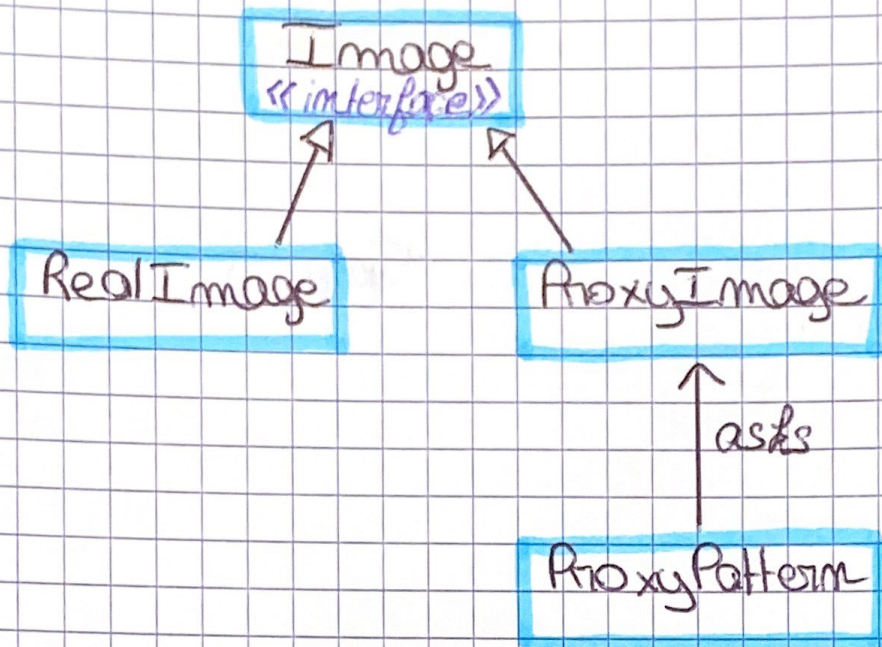 Image
<<interface>>
RealImage
ProxyImage
asks
ProxyPattern